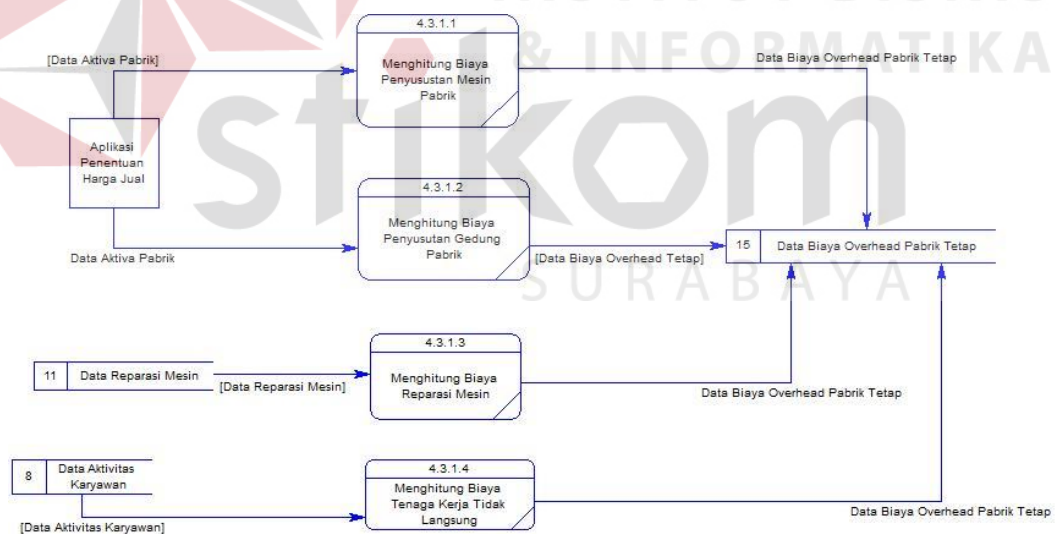 & INFORMATIKA
stikom
SURABAYA
4.3.1.1
[Data Aktiva Pabrik]
Menghitung Biaya
Penyusustan Mesin
Pabrik
Data Biaya Overhead Pabrik Tetap
Aplikasi
Penentuan
Harga Jual
4.3.1.2
Menghitung Biaya
Penyusutan Gedung
Pabrik
Data Aktiva Pabrik
[Data Biaya Overhead Tetap]
15 Data Biaya Overhead Pabrik Tetap
4.3.1.3
11 Data Reparasi Mesin
[Data Reparasi Mesin]
Menghitung Biaya
Reparasi Mesin
Data Biaya Overhead Pabrik Tetap
8 Data Aktivitas
Karyawan
4.3.1.4
Menghitung Biaya
Tenaga Kerja Tidak
Langsung
[Data Aktivitas Karyawan]
Data Biaya Overhead Pabrik Tetap